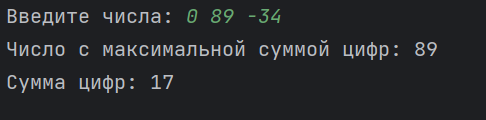 Введите числа: 0 89 -34
Число с максимальной суммой цифр: 89
Сумма цифр: 17